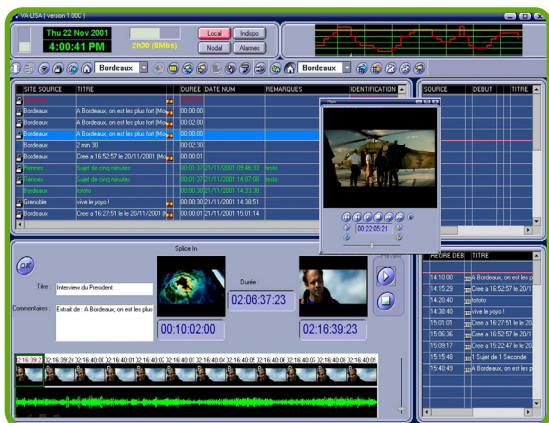 VA LISA ( version 1.00C )
Thu 22 Nov 2001
4:00:41 PM
2h30 (8Mbs)
Local
Indispo
Nodal
Alarmes
Bordeaux
Bordeaux
SITE SOURCE TITRE DUREE DATE NUM REMARQUES IDENTIFICATION
SOURCE DEBUT TITRE
00:00:00
Bordeaux A Bordeaux, on est les plus fort (Mo
00:00:00
Bordeaux A Bordeaux, on est les plus fort (Mo
00:02:00
Bordeaux A Bordeaux, on est les plus fort (Mo
00:00:00
Bordeaux 2 min 30 00:02:30
Bordeaux Cree a 16:52:57 le 20/11/2001 (Mo
00:00:01
Rennes Sujet de cinq minutes 00:01:37 21/11/2001 09:46:33 testo
Rennes Sujet de cinq minutes 00:01:37 21/11/2001 14:07:08 testo
Bordeaux tototo 00:00:30 21/11/2001 14:33:38
Grenoble vive le yoyo ! 00:00:30 21/11/2001 14:38:51
Bordeaux Cree a 16:27:51 le 20/11/2001 (
00:00:01 21/11/2001 15:01:14
00:22:05:21
Splice In
OK
Titre : Interview du President
Commentaires : Extrait de : A Bordeaux, on est les plus
00:10:02:00
Durée :
02:06:37:23
02:16:39:23
Preview
HEURE DEB TITRE
14:10:00 A Bordeaux, on est les p
14:15:29 Cree a 16:52:57 le 20/1
14:20:40 tototo
14:38:40 vive le yoyo !
15:01:01 Cree a 16:27:51 le 20
15:06:36 Cree a 16:52:57 le 20/1
15:09:17 Cree a 15:22:47 le 20
15:15:48 1 Sujet de 1 Seconde
15:40:49 A Bordeaux, on est les p